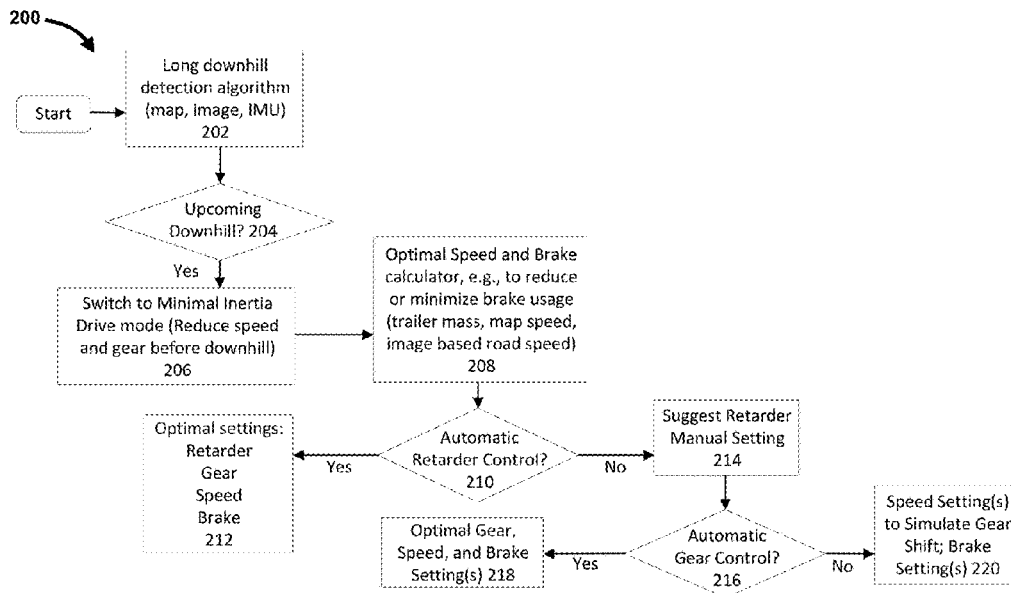 200
Start
Long downhill
detection algorithm
(map, image, IMU)
202
Upcoming
Downhill? 204
Yes
Switch to Minimal Inertia
Drive mode (Reduce speed
and gear before downhill)
206
Optimal Speed and Brake
calculator, e.g., to reduce
or minimize brake usage
(trailer mass, map speed,
image based road speed)
208
Automatic
Retarder Control?
210
Yes
No
Optimal settings:
Retarder
Gear
Speed
Brake
212
Suggest Retarder
Manual Setting
214
Automatic
Gear Control?
216
Yes
No
Optimal Gear,
Speed, and Brake
Setting(s) 218
Speed Setting(s)
to Simulate Gear
Shift; Brake
Setting(s) 220